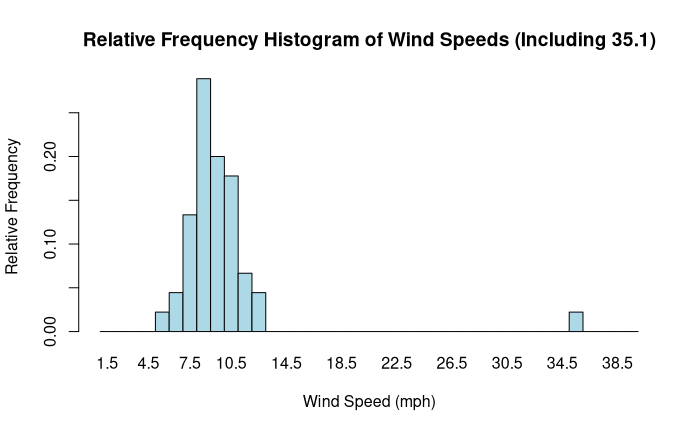 Relative Frequency Histogram of Wind Speeds (Including 35.1)
Relative Frequency
0.20
0.10
0.00
1.5 4.5 7.5 10.5 14.5 18.5 22.5 26.5 30.5 34.5 38.5
Wind Speed (mph)